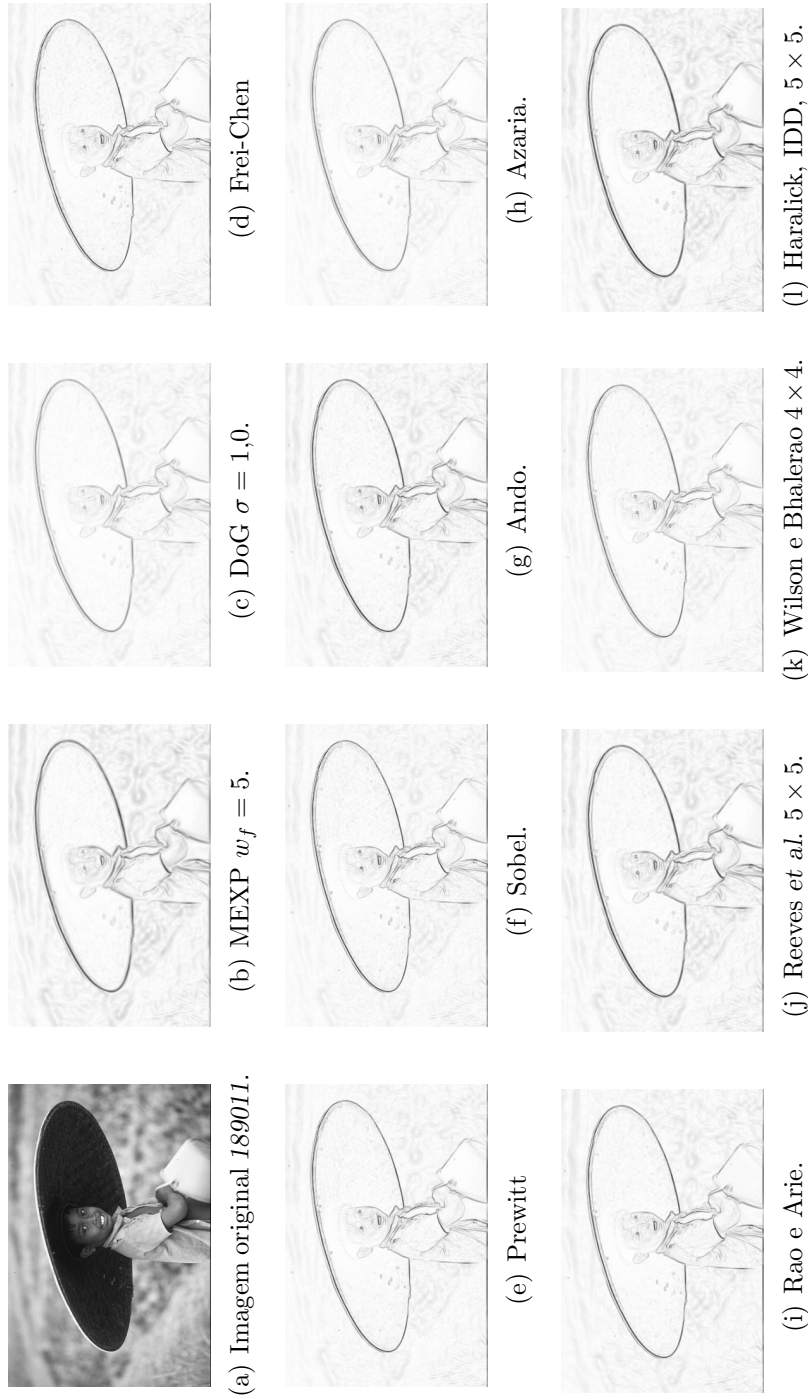 (a) Imagem original 189011.
(b) MEXP w_f = 5.
(c) DoG σ = 1,0.
(d) Frei-Chen
(e) Prewitt
(f) Sobel.
(g) Ando.
(h) Azaria.
(i) Rao e Arie.
(j) Reeves et al. 5 × 5.
(k) Wilson e Bhalerao 4 × 4.
(l) Haralick, IDD, 5 × 5.